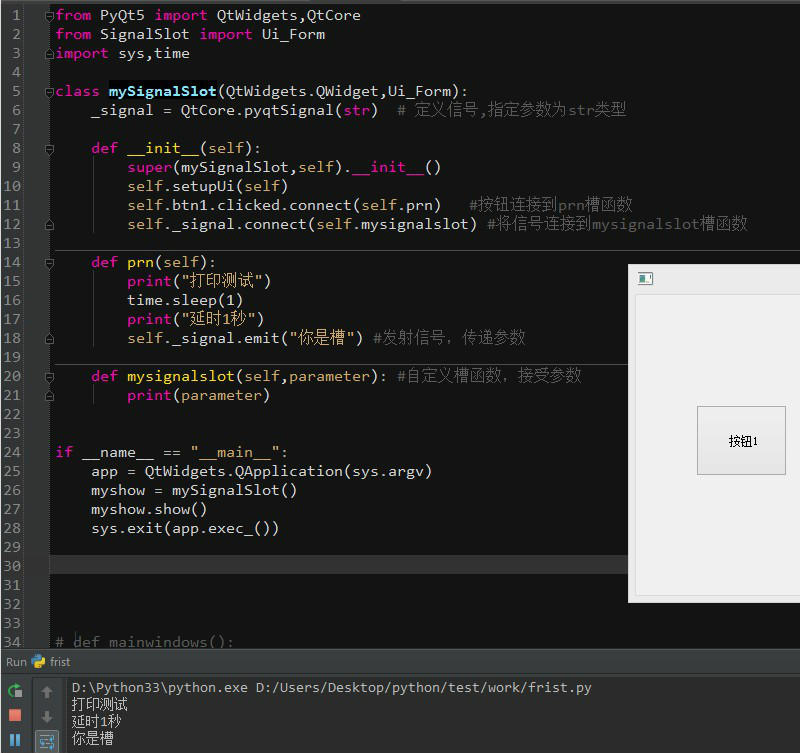 1 from PyQt5 import QtWidgets,QtCore
2 from SignalSlot import Ui_Form
3 import sys,time
4
5 class mySignalSlot(QtWidgets.QWidget,Ui_Form):
6 _signal = QtCore.pyqtSignal(str) # 定义信号,指定参数为str类型
7
8 def __init__(self):
9 super(mySignalSlot,self).__init__()
10 self.setupUi(self)
11 self.btn1.clicked.connect(self.prn) #按钮连接到prn槽函数
12 self._signal.connect(self.mysignalslot) #将信号连接到mysignalslot槽函数
13
14 def prn(self):
15 print("打印测试")
16 time.sleep(1)
17 print("延时1秒")
18 self._signal.emit("你是槽") #发射信号，传递参数
19
20 def mysignalslot(self,parameter): #自定义槽函数，接受参数
21 print(parameter)
22
23
24 if __name__ == "__main__":
25 app = QtWidgets.QApplication(sys.argv)
26 myshow = mySignalSlot()
27 myshow.show()
28 sys.exit(app.exec_())
29
30
31
32
33
34 # def mainwindows():
按钮1
Run frist
D:\Python33\python.exe D:/Users/Desktop/python/test/work/frist.py
打印测试
延时1秒
你是槽